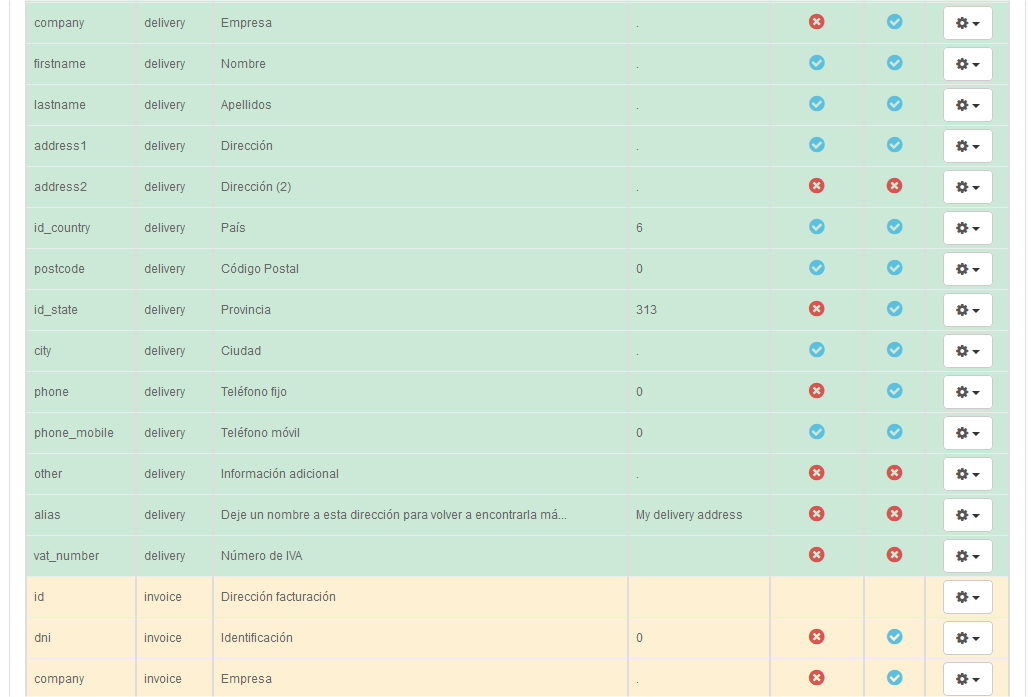 company delivery Empresa .
firstname delivery Nombre .
lastname delivery Apellidos .
address1 delivery Dirección .
address2 delivery Dirección (2) .
id_country delivery País 6
postcode delivery Código Postal 0
id_state delivery Provincia 313
city delivery Ciudad .
phone delivery Teléfono fijo 0
phone_mobile delivery Teléfono móvil 0
other delivery Información adicional .
alias delivery Deje un nombre a esta dirección para volver a encontrarla má... My delivery address
vat_number delivery Número de IVA
id invoice Dirección facturación
dni invoice Identificación 0
company invoice Empresa .